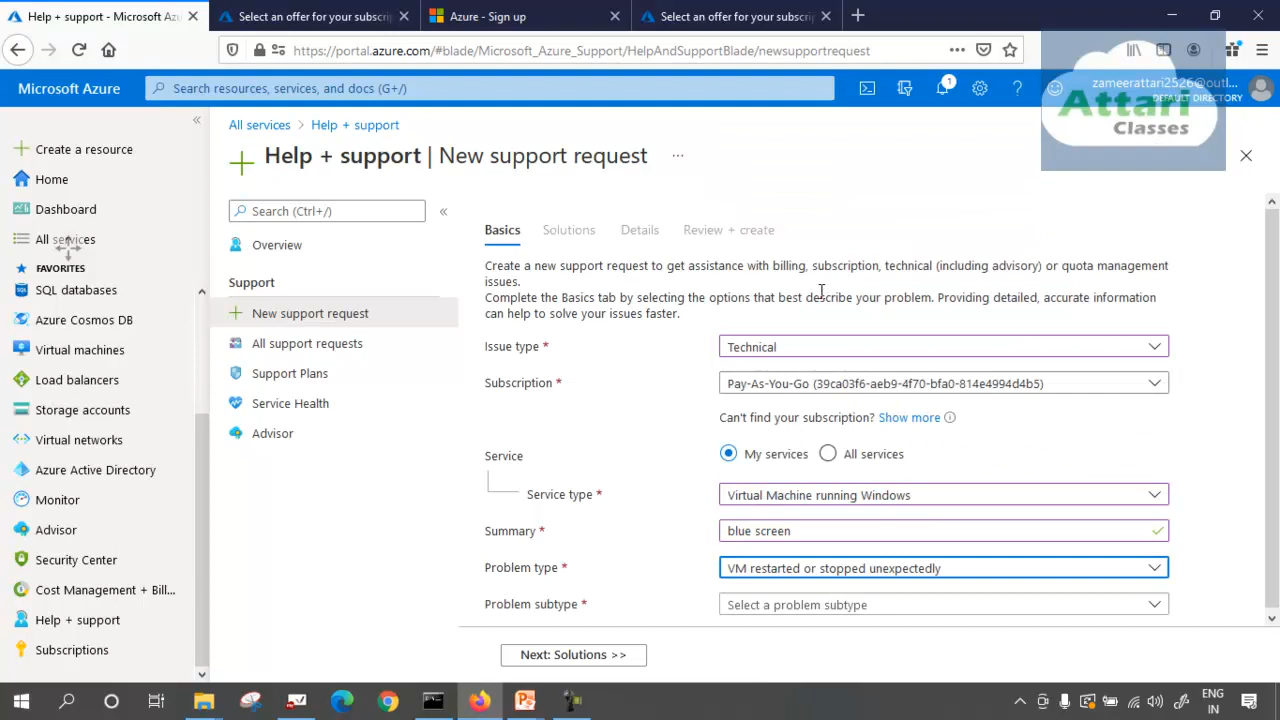 Help + support - Microsoft Az
Select an offer for your subscrip
Azure - Sign up
Select an offer for your subscrip
https://portal.azure.com/#blade/Microsoft_Azure_Support/HelpAndSupportBlade/newsupportrequest
Microsoft Azure
Search resources, services, and docs (G+/)
1
zameerattari2526@outl...
DEFAULT DIRECTORY
Attari
Classes
All services > Help + support
Help + support | New support request ...
Create a resource
Home
Dashboard
All services
FAVORITES
SQL databases
Azure Cosmos DB
Virtual machines
Load balancers
Storage accounts
Virtual networks
Azure Active Directory
Monitor
Advisor
Security Center
Cost Management + Bill...
Help + support
Subscriptions
Search (Ctrl+/)
Overview
Support
New support request
All support requests
Support Plans
Service Health
Advisor
Basics Solutions Details Review + create
Create a new support request to get assistance with billing, subscription, technical (including advisory) or quota management
issues.
Complete the Basics tab by selecting the options that best describe your problem. Providing detailed, accurate information
can help to solve your issues faster.
Issue type * Technical
Subscription * Pay-As-You-Go (39ca03f6-aeb9-4f70-bfa0-814e4994d4b5)
Can't find your subscription? Show more
Service My services All services
Service type * Virtual Machine running Windows
Summary * blue screen
Problem type * VM restarted or stopped unexpectedly
Problem subtype * Select a problem subtype
Next: Solutions >>
ENG
IN